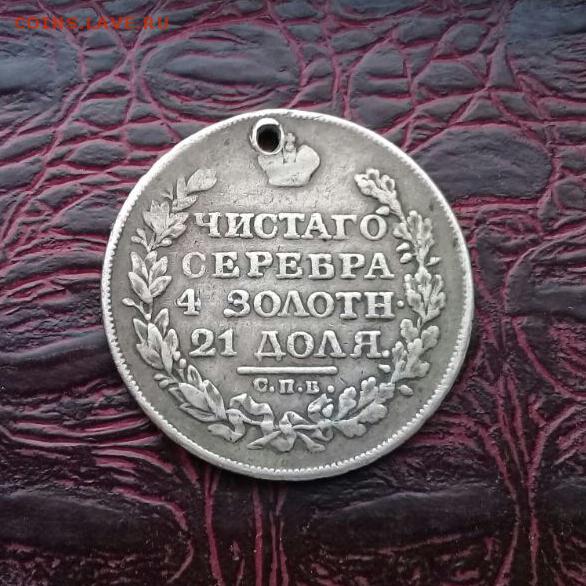 COINS.LAVE.RU
ЧИСТАГО
СЕРЕБРА
4 ЗОЛОТН·
21 ДОЛЯ.
С.П.Б.